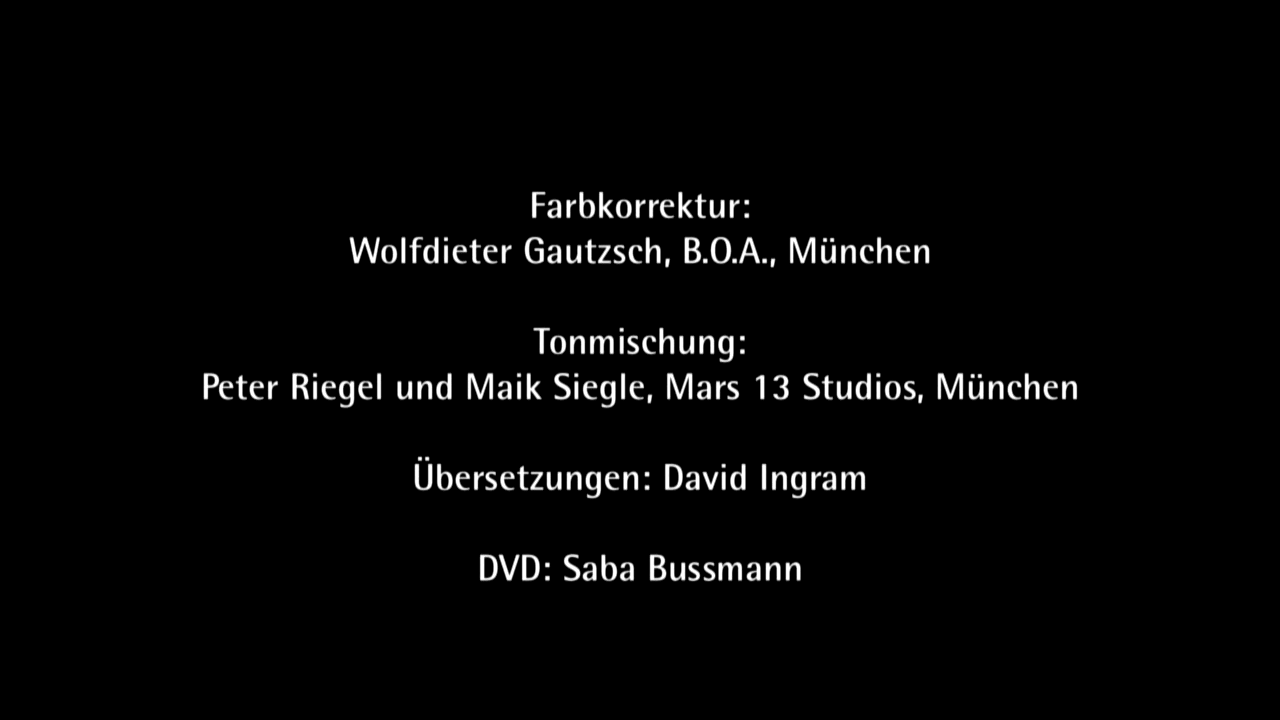 Farbkorrektur:
Wolfdieter Gautzsch, B.O.A., München
Tonmischung:
Peter Riegel und Maik Siegle, Mars 13 Studios, München
Übersetzungen: David Ingram
DVD: Saba Bussmann